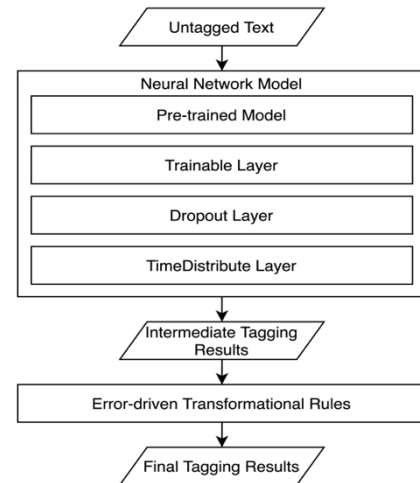 Untagged Text
Neural Network Model
Pre-trained Model
Trainable Layer
Dropout Layer
TimeDistribute Layer
Intermediate Tagging
Results
Error-driven Transformational Rules
Final Tagging Results